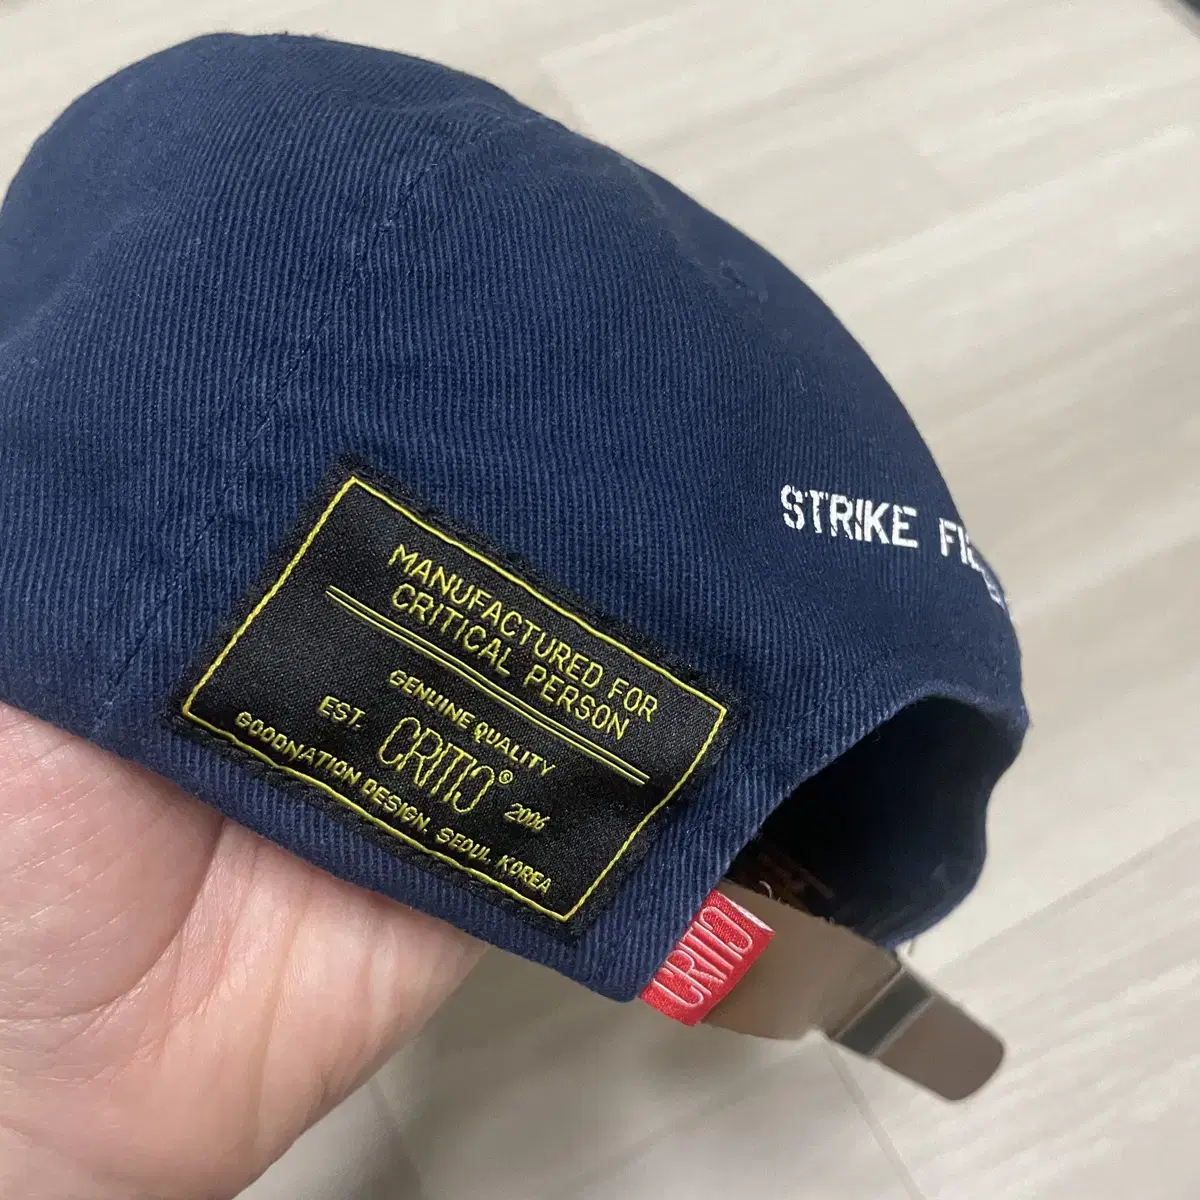 MANUFACTURED FOR
CRITICAL PERSON
GENUINE QUALITY
EST. CRITIC® 2006
GOODNATION DESIGN. SEOUL KOREA
CRITIC
STRIKE